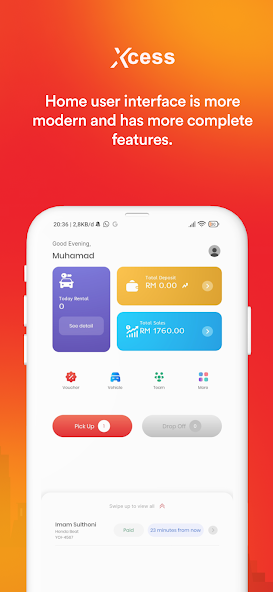 Xcess
Home user interface is more
modern and has more complete
features.
20:36 | 2,8KB/d
Good Evening,
Muhamad
Total Deposit
RM 0.00
Today Rental
0
See detail
Total Sales
RM 1760.00
Voucher
Vehicle
Team
More
Pick Up 1
Drop Off 0
Swipe up to view all
Imam Sulthoni
Honda Beat
Paid
23 minutes from now